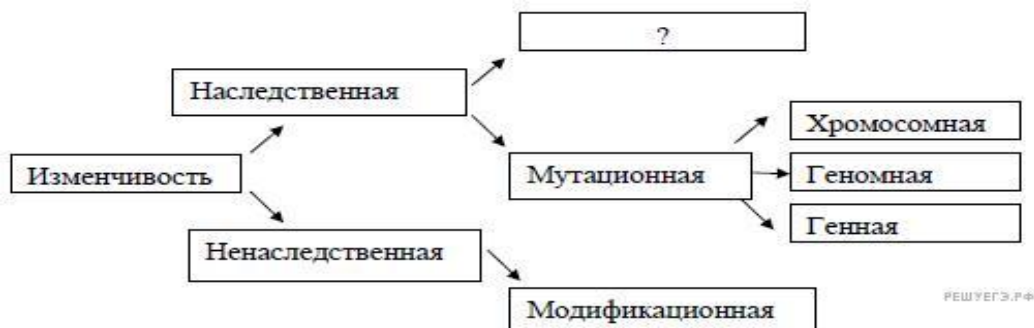 ?
Наследственная
Хромосомная
Изменчивость
Мутационная
Геномная
Генная
Ненаследственная
Модификационная
РЕШУЕГЭ.РФ